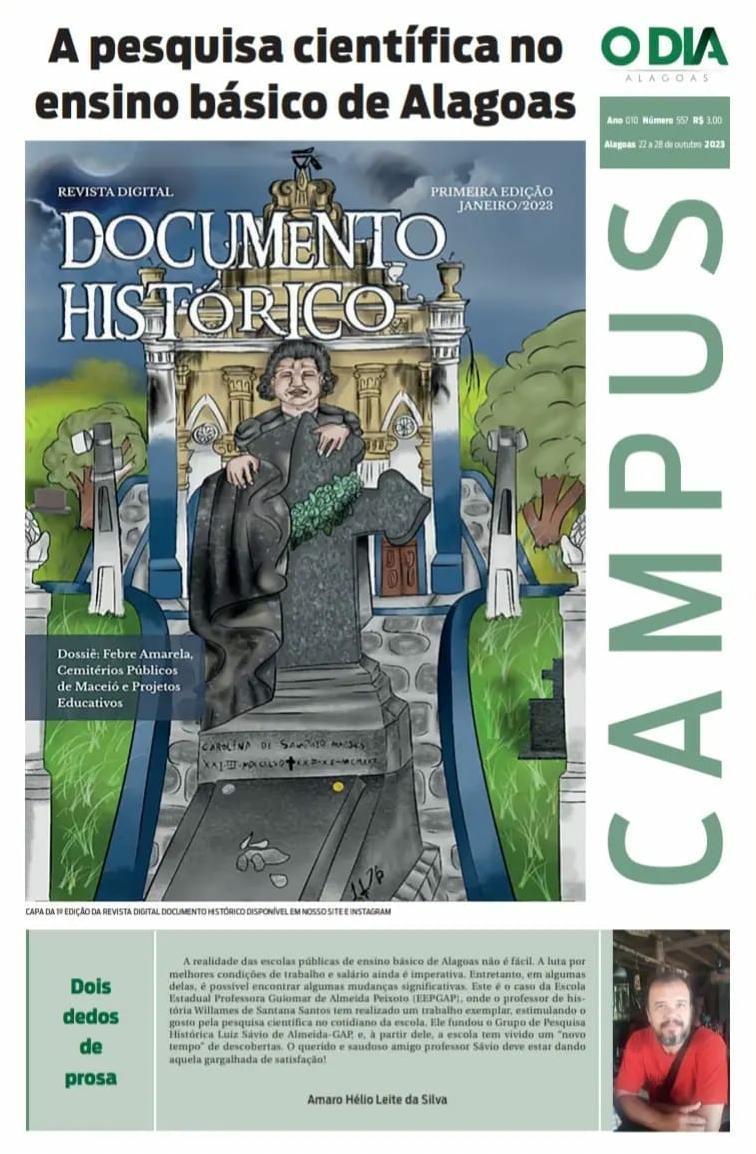 A pesquisa científica no
ensino básico de Alagoas
O DIA
ALAGOAS
Ano 010 Número 557 R$ 3,00
Alagoas 22 a 28 de outubro 2023
CAMPUS
REVISTA DIGITAL
PRIMEIRA EDIÇÃO
JANEIRO/2023
DOCUMENTO
HISTÓRICO
Dossiê: Febre Amarela,
Cemitérios Públicos
de Maceió e Projetos
Educativos
CAROLINA DE SAMPAIO
CAPA DA 1ª EDIÇÃO DA REVISTA DIGITAL DOCUMENTO HISTÓRICO DISPONÍVEL EM NOSSO SITE E INSTAGRAM
Dois
dedos
de
prosa
A realidade das escolas públicas de ensino básico de Alagoas não é fácil. A luta por
melhores condições de trabalho e salário ainda é imperativa. Entretanto, em algumas
delas, é possível encontrar algumas mudanças significativas. Este é o caso da Escola
Estadual Professora Guiomar de Almeida Peixoto (EEPGAP), onde o professor de his-
tória Willames de Santana Santos tem realizado um trabalho exemplar, estimulando o
gosto pela pesquisa científica no cotidiano da escola. Ele fundou o Grupo de Pesquisa
Histórica Luiz Sávio de Almeida-GAP, e, à partir dele, a escola tem vivido um "novo
tempo" de descobertas. O querido e saudoso amigo professor Sávio deve estar dando
aquela gargalhada de satisfação!
Amaro Hélio Leite da Silva